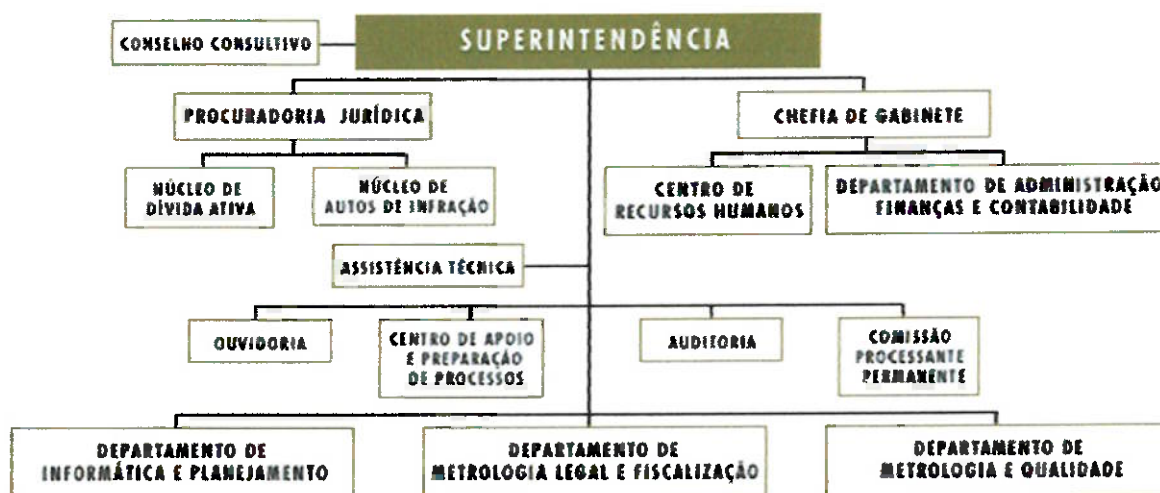 CONSELHO CONSULTIVO
SUPERINTENDÊNCIA
PROCURADORIA JURÍDICA
CHEFIA DE GABINETE
NÚCLEO DE
DÍVIDA ATIVA
NÚCLEO DE
AUTOS DE INFRAÇÃO
CENTRO DE
RECURSOS HUMANOS
DEPARTAMENTO DE ADMINISTRAÇÃO
FINANÇAS E CONTABILIDADE
ASSISTÊNCIA TÉCNICA
OUVIDORIA
CENTRO DE APOIO
E PREPARAÇÃO
DE PROCESSOS
AUDITORIA
COMISSÃO
PROCESSANTE
PERMANENTE
DEPARTAMENTO DE
INFORMÁTICA E PLANEJAMENTO
DEPARTAMENTO DE
METROLOGIA LEGAL E FISCALIZAÇÃO
DEPARTAMENTO DE
METROLOGIA E QUALIDADE